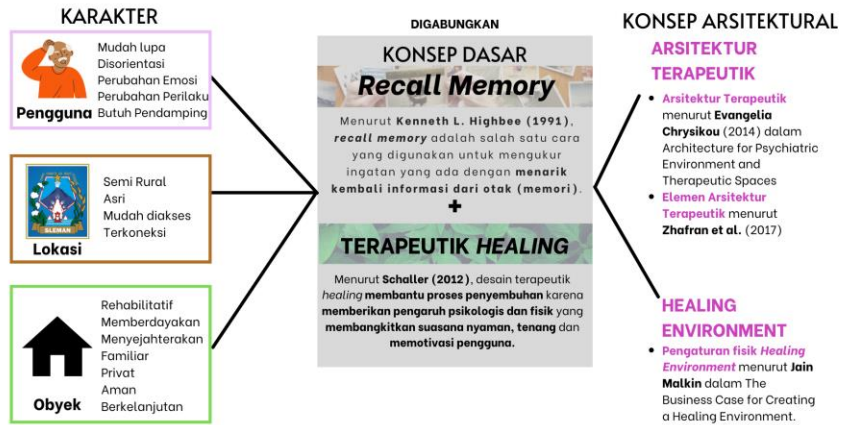 KARAKTER
Mudah lupa
Disorientasi
Perubahan Emosi
Perubahan Perilaku
Pengguna Butuh Pendamping
SLEMAN
Semi Rural
Asri
Mudah diakses
Terkoneksi
Lokasi
Rehabilitatif
Memberdayakan
Menyejahterakan
Familiar
Privat
Aman
Obyek Berkelanjutan
DIGABUNGKAN
KONSEP DASAR
Recall Memory
Menurut Kenneth L. Highbee (1991),
recall memory adalah salah satu cara
yang digunakan untuk mengukur
ingatan yang ada dengan menarik
kembali informasi dari otak (memori).
+
TERAPEUTIK HEALING
Menurut Schaller (2012), desain terapeutik
healing membantu proses penyembuhan karena
memberikan pengaruh psikologis dan fisik yang
membangkitkan suasana nyaman, tenang dan
memotivasi pengguna.
KONSEP ARSITEKTURAL
ARSITEKTUR
TERAPEUTIK
• Arsitektur Terapeutik
menurut Evangelia
Chrysikou (2014) dalam
Architecture for Psychiatric
Environment and
Therapeutic Spaces
• Elemen Arsitektur
Terapeutik menurut
Zhafran et al. (2017)
HEALING
ENVIRONMENT
• Pengaturan fisik Healing
Environment menurut Jain
Malkin dalam The
Business Case for Creating
a Healing Environment.